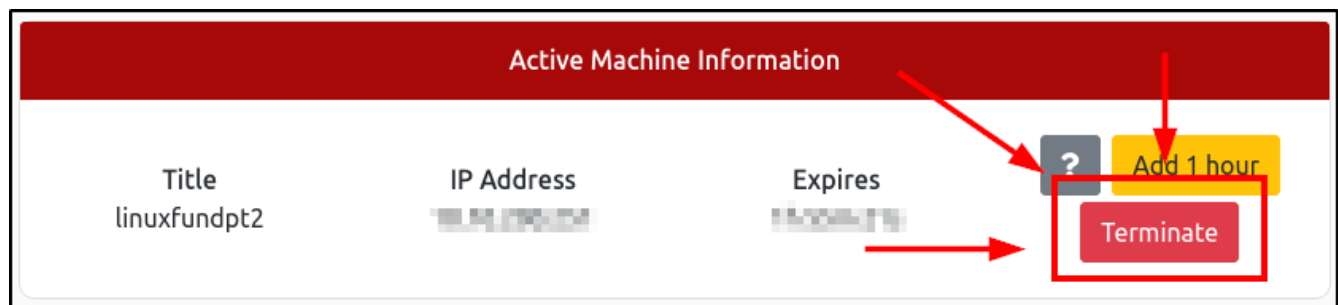 Active Machine Information
Title
linuxfundpt2
IP Address
Expires
?
Add 1 hour
Terminate